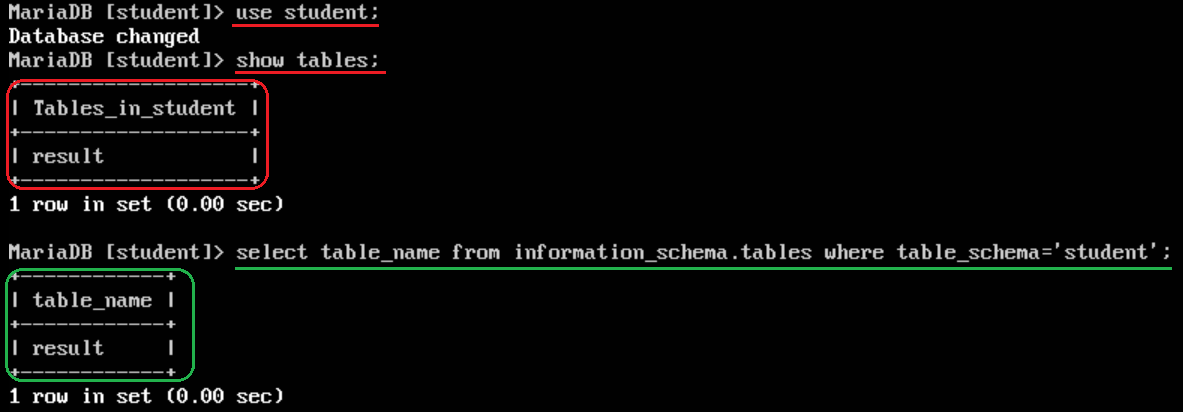 MariaDB [student]> use student;
Database changed
MariaDB [student]> show tables;
+-------------------+
| Tables_in_student |
+-------------------+
| result            |
+-------------------+
1 row in set (0.00 sec)

MariaDB [student]> select table_name from information_schema.tables where table_schema='student';
+------------+
| table_name |
+------------+
| result     |
+------------+
1 row in set (0.00 sec)